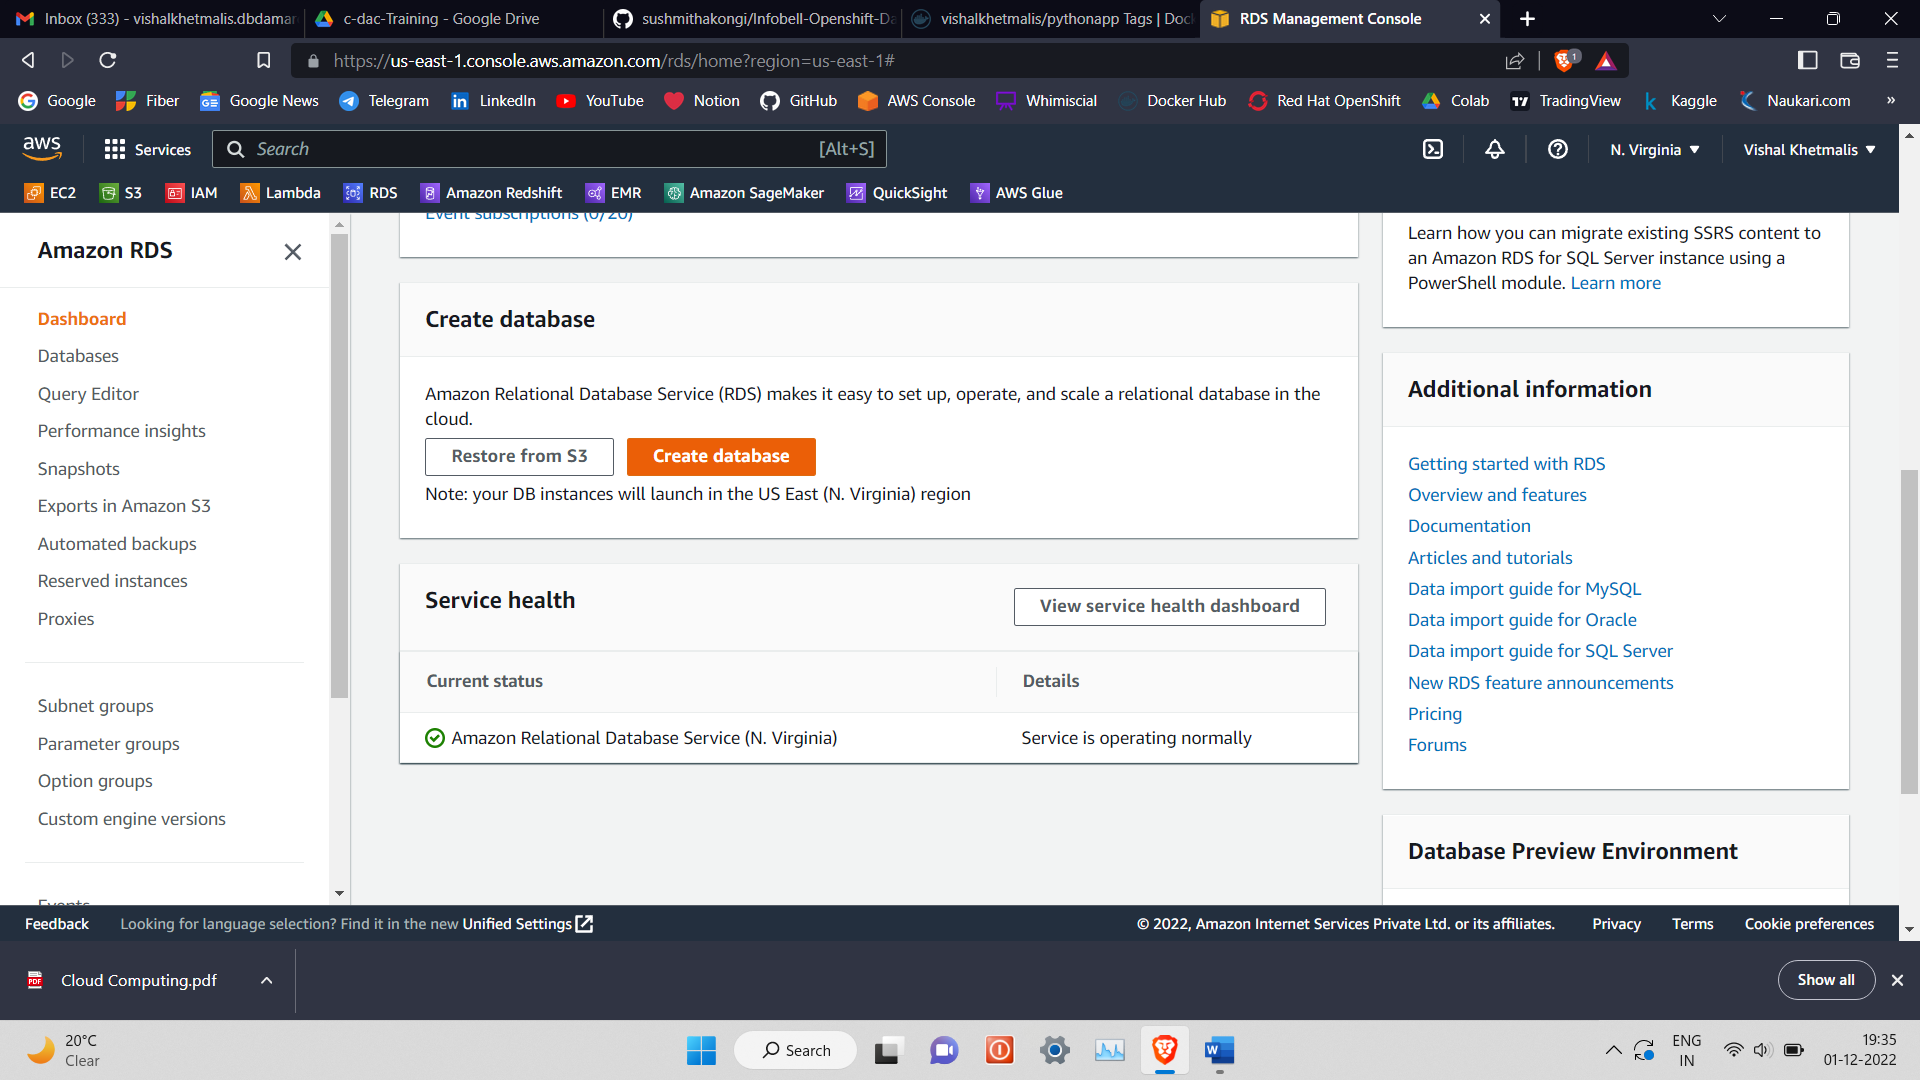 Inbox (333) - vishalkhetmalis.dbdamar
c-dac-Training - Google Drive
sushmithakongi/Infobell-Openshift-Da
vishalkhetmalis/pythonapp Tags | Doc
RDS Management Console
https://us-east-1.console.aws.amazon.com/rds/home?region=us-east-1#
1
Google
Fiber
Google News
Telegram
LinkedIn
YouTube
Notion
GitHub
AWS Console
Whimiscial
Docker Hub
Red Hat OpenShift
Colab
TradingView
Kaggle
Naukari.com
»
aws
Services
Search
[Alt+S]
N. Virginia
Vishal Khetmalis
EC2
S3
IAM
Lambda
RDS
Amazon Redshift
EMR
Amazon SageMaker
QuickSight
AWS Glue
Amazon RDS
Dashboard
Databases
Query Editor
Performance insights
Snapshots
Exports in Amazon S3
Automated backups
Reserved instances
Proxies
Subnet groups
Parameter groups
Option groups
Custom engine versions
Events
Event subscriptions (0/20)
Create database
Amazon Relational Database Service (RDS) makes it easy to set up, operate, and scale a relational database in the
cloud.
Restore from S3
Create database
Note: your DB instances will launch in the US East (N. Virginia) region
Service health
View service health dashboard
Current status
Details
Amazon Relational Database Service (N. Virginia)
Service is operating normally
Learn how you can migrate existing SSRS content to
an Amazon RDS for SQL Server instance using a
PowerShell module. Learn more
Additional information
Getting started with RDS
Overview and features
Documentation
Articles and tutorials
Data import guide for MySQL
Data import guide for Oracle
Data import guide for SQL Server
New RDS feature announcements
Pricing
Forums
Database Preview Environment
Feedback
Looking for language selection? Find it in the new Unified Settings
© 2022, Amazon Internet Services Private Ltd. or its affiliates.
Privacy
Terms
Cookie preferences
PDF
Cloud Computing.pdf
Show all
20°C
Clear
Search
ENG
IN
19:35
01-12-2022